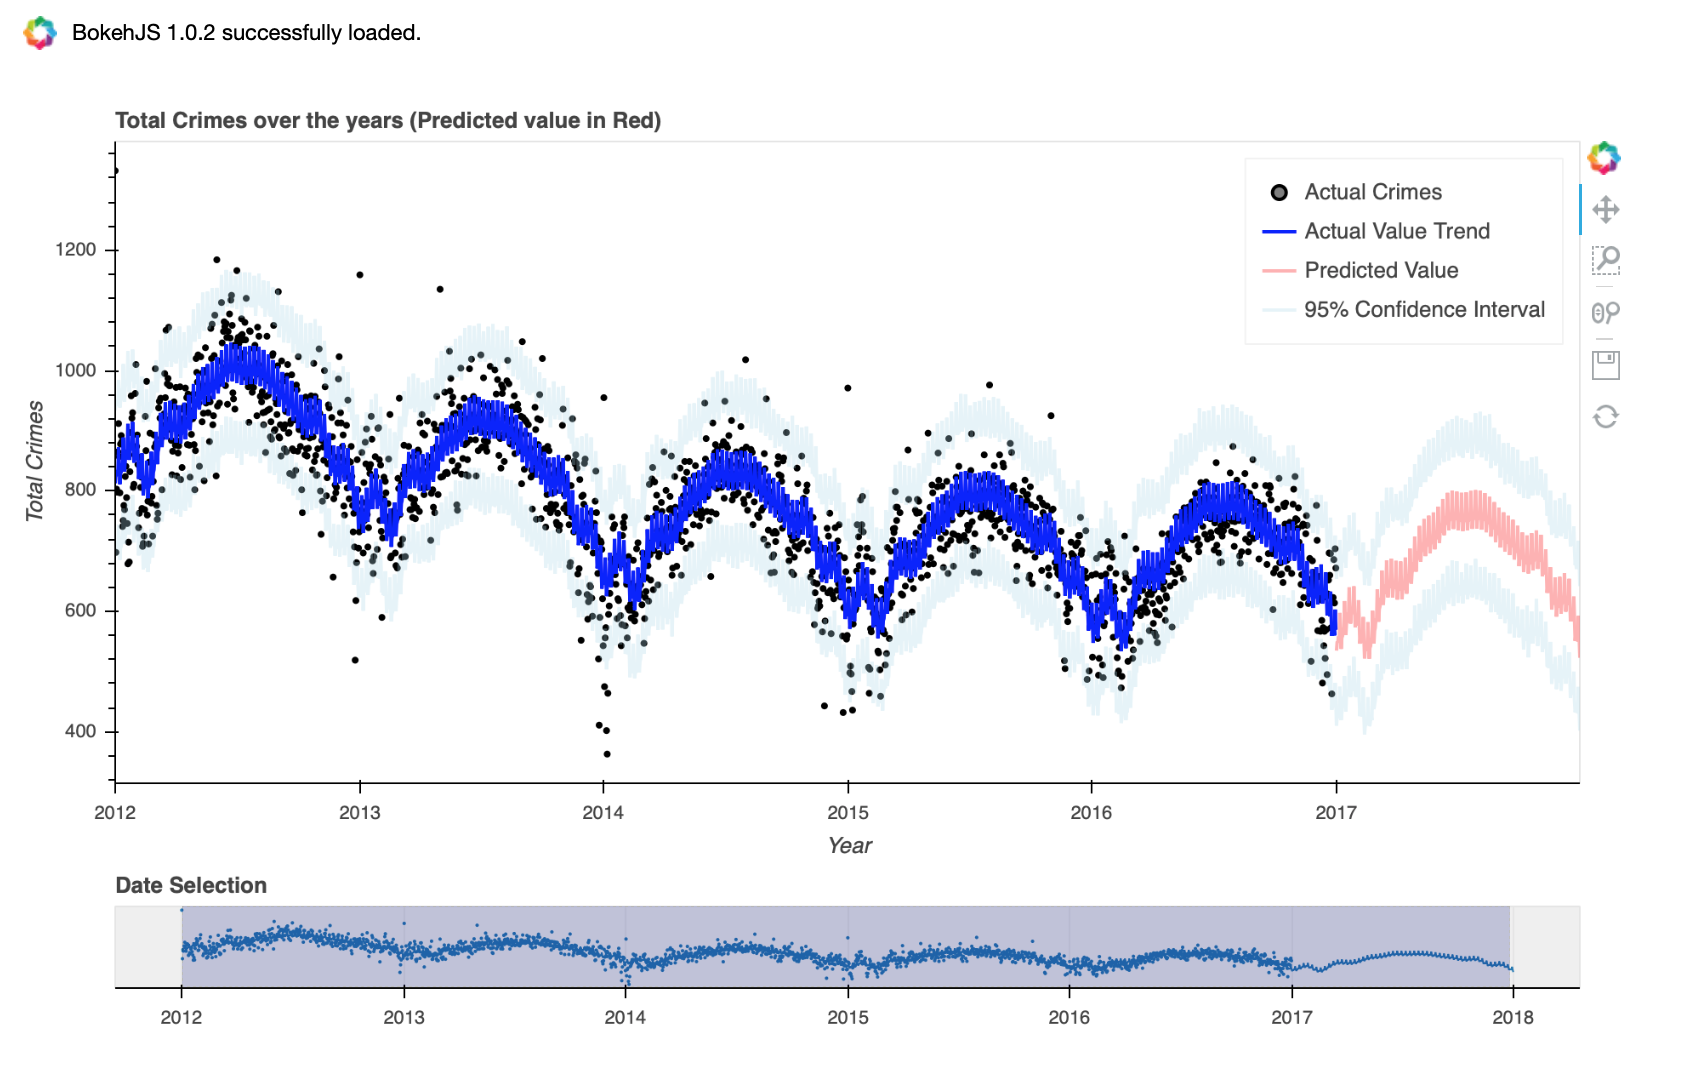 BokehJS 1.0.2 successfully loaded.
Total Crimes over the years (Predicted value in Red)
Actual Crimes
Actual Value Trend
Predicted Value
95% Confidence Interval
1200
1000
800
600
400
Total Crimes
2012 2013 2014 2015 2016 2017
Year
Date Selection
2012 2013 2014 2015 2016 2017 2018